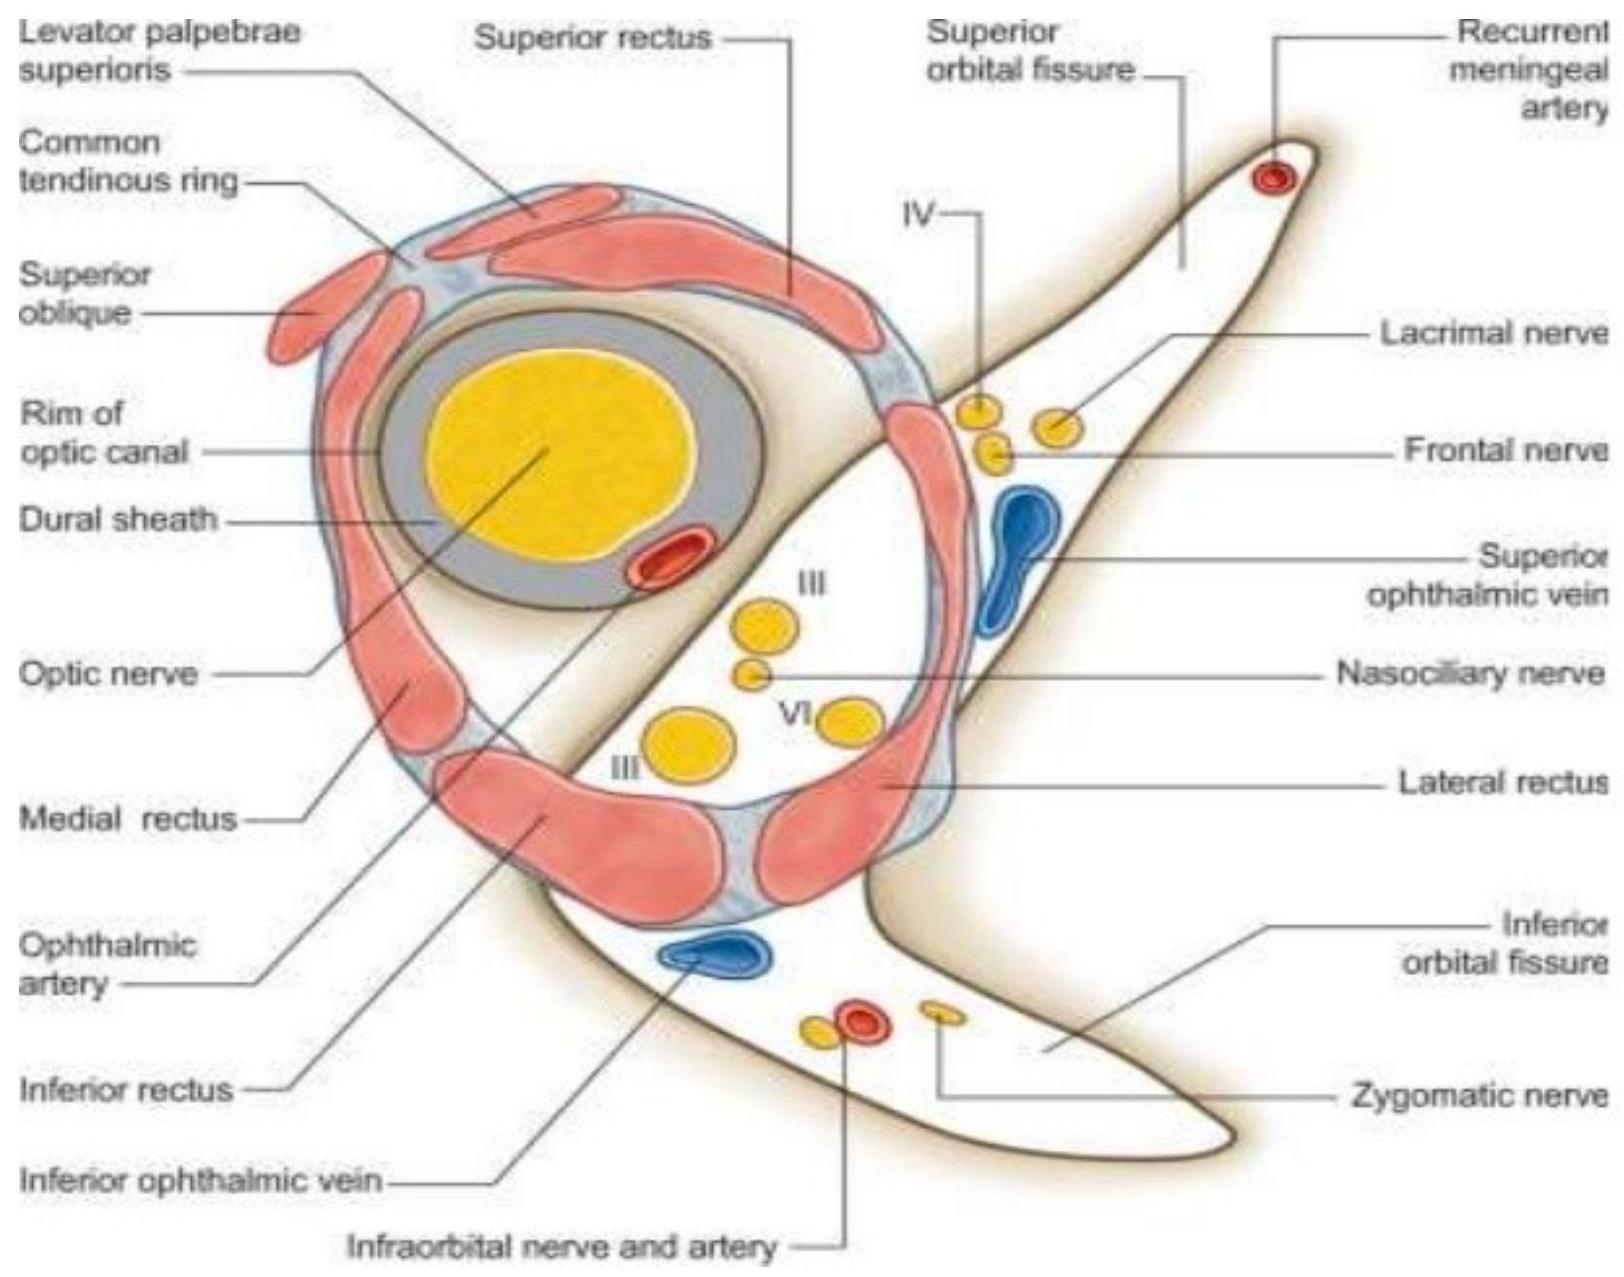 Levator palpebrae
superioris
Superior rectus
Superior
orbital fissure
Recurrent
meningeal
artery
Common
tendinous ring
IV
Superior
oblique
Lacrimal nerve
Rim of
optic canal
Frontal nerve
Dural sheath
Superior
ophthalmic vein
III
Optic nerve
Nasociliary nerve
VI
III
Medial rectus
Lateral rectus
Ophthalmic
artery
Inferior
orbital fissure
Inferior rectus
Zygomatic nerve
Inferior ophthalmic vein
Infraorbital nerve and artery